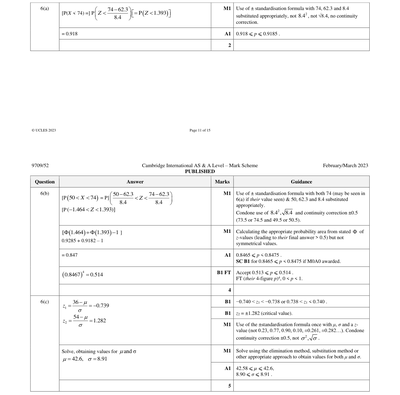 6(a)
[P(X < 74) =] P(Z < (74 − 62.3)/8.4) [= P(Z < 1.393)]
M1
Use of ± standardisation formula with 74, 62.3 and 8.4
substituted appropriately, not 8.4², not √8.4, no continuity
correction.
= 0.918
A1
0.918 ⩽ p ⩽ 0.9185 .
2
© UCLES 2023
Page 11 of 15
9709/52
Cambridge International AS & A Level – Mark Scheme
PUBLISHED
February/March 2023
Question
Answer
Marks
Guidance
6(b)
[P(50 < X < 74) = P((50 − 62.3)/8.4 < Z < (74 − 62.3)/8.4)
[P(−1.464 < Z < 1.393)]
M1
Use of ± standardisation formula with both 74 (may be seen
in 6(a) if their value seen) & 50, 62.3 and 8.4 substituted
appropriately.
Condone use of 8.4², √8.4 and continuity correction ±0.5
(73.5 or 74.5 and 49.5 or 50.5).
[Φ(1.464) + Φ(1.393) − 1]
0.9285 + 0.9182 − 1
M1
Calculating the appropriate probability area from stated Φ of
z-values (leading to their final answer > 0.5) but not
symmetrical values.
= 0.847
A1
0.8465 ⩽ p ⩽ 0.8475 .
SC B1 for 0.8465 ⩽ p < 0.8475 if M0A0 awarded.
(0.8467)³ = 0.514
B1 FT
Accept 0.513 ⩽ p ⩽ 0.514 .
FT (their 4-figure p)³, 0 < p < 1.
4
6(c)
z₁ = (36 − μ)/σ = −0.739
z₂ = (54 − μ)/σ = 1.282
B1
−0.740 < z₁ < −0.738 or 0.738 < z₁ < 0.740 .
B1
z₂ = ±1.282 (critical value).
M1
Use of the ±standardisation formula once with μ, σ and a z-
value (not 0.23, 0.77, 0.90, 0.10, ±0.261, ±0.282…). Condone
continuity correction ±0.5, not σ², √σ .
Solve, obtaining values for μ and σ
M1
Solve using the elimination method, substitution method or
other appropriate approach to obtain values for both μ and σ.
μ = 42.6, σ = 8.91
A1
42.58 ⩽ μ ⩽ 42.6,
8.90 ⩽ σ ⩽ 8.91 .
5